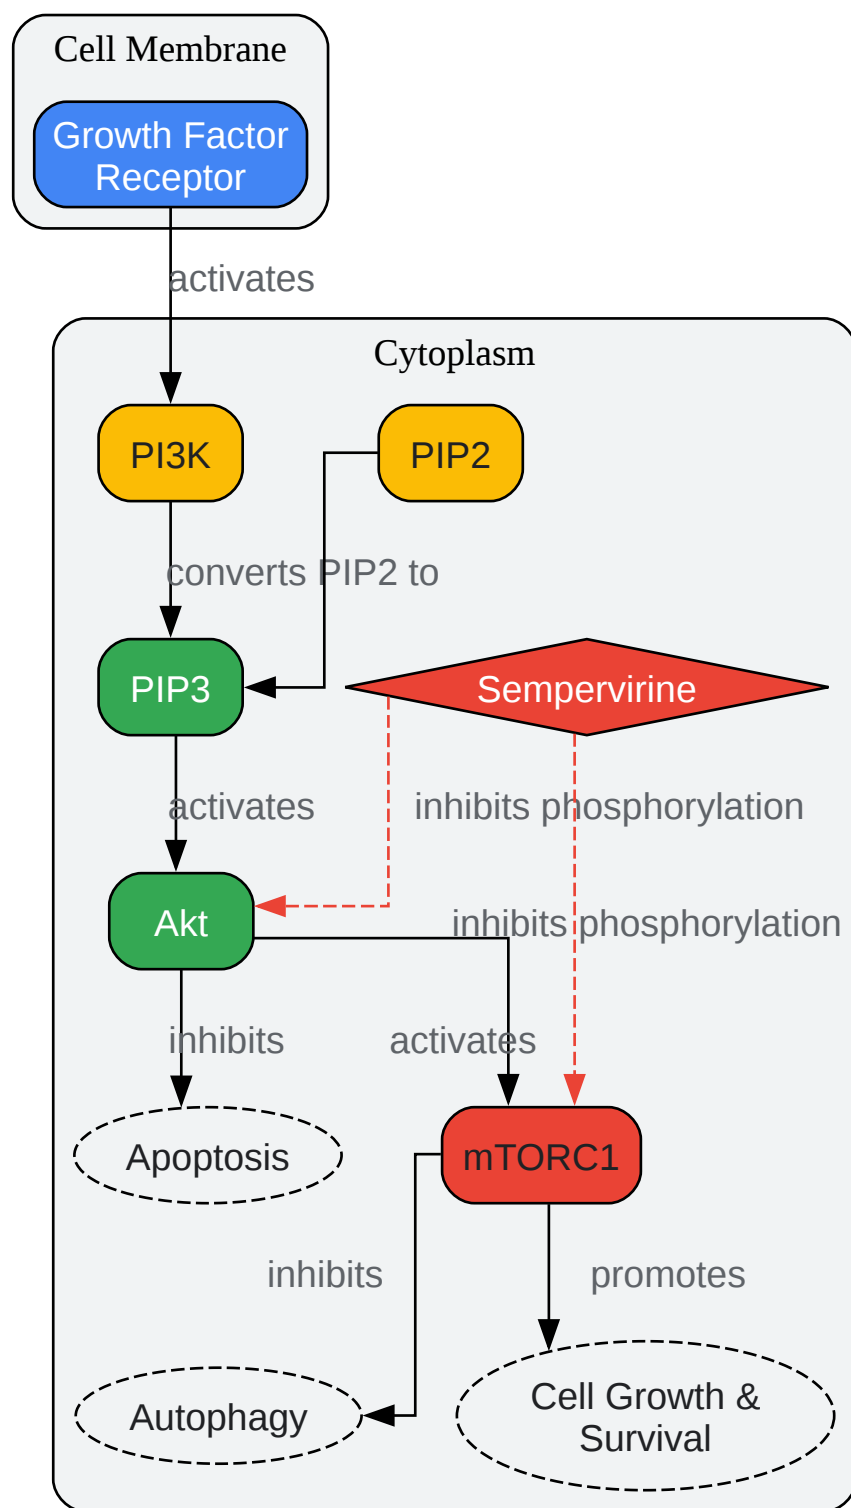 Cell Membrane
Growth Factor
Receptor
activates
Cytoplasm
PI3K
PIP2
converts PIP2 to
PIP3
Sempervirine
activates
inhibits phosphorylation
Akt
inhibits phosphorylation
inhibits
activates
Apoptosis
mTORC1
inhibits
promotes
Autophagy
Cell Growth &
Survival